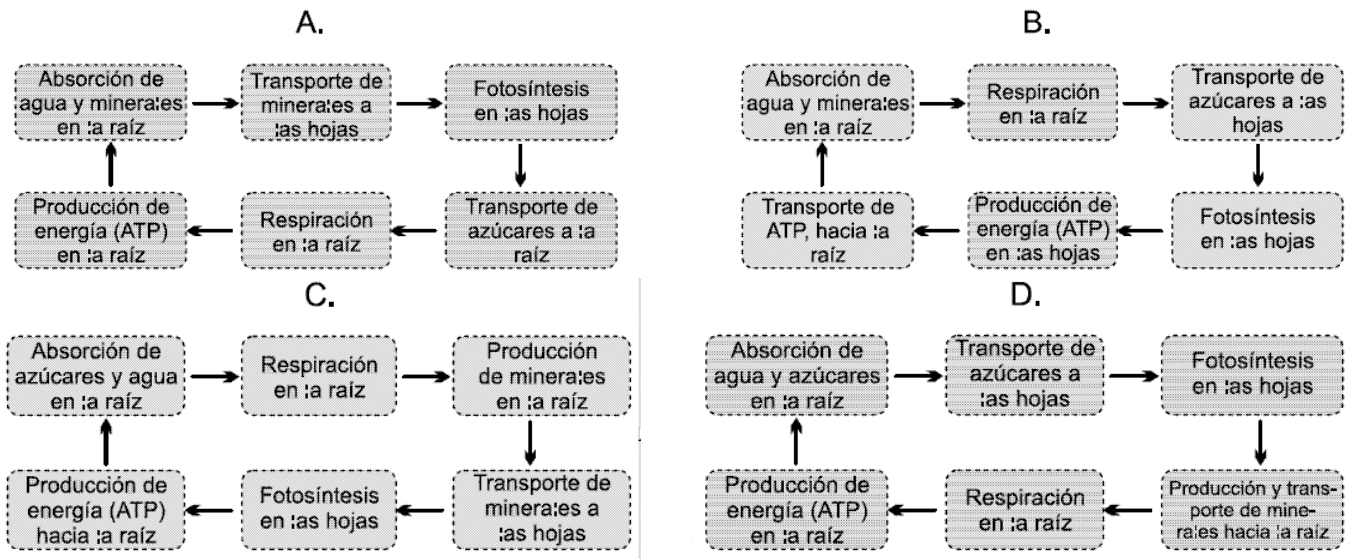 A.
Absorción de
agua y minerales
en la raíz
Transporte de
minerales a
las hojas
Fotosíntesis
en las hojas
Producción de
energía (ATP)
en la raíz
Respiración
en la raíz
Transporte de
azúcares a la
raíz
B.
Absorción de
agua y minerales
en la raíz
Respiración
en la raíz
Transporte de
azúcares a las
hojas
Transporte de
ATP, hacia la
raíz
Producción de
energía (ATP)
en las hojas
Fotosíntesis
en las hojas
C.
Absorción de
azúcares y agua
en la raíz
Respiración
en la raíz
Producción
de minerales
en la raíz
Producción de
energía (ATP)
hacia la raíz
Fotosíntesis
en las hojas
Transporte de
minerales a
las hojas
D.
Absorción de
agua y azúcares
en la raíz
Transporte de
azúcares a
las hojas
Fotosíntesis
en las hojas
Producción de
energía (ATP)
en la raíz
Respiración
en la raíz
Producción y trans-
porte de mine-
rales hacia la raíz